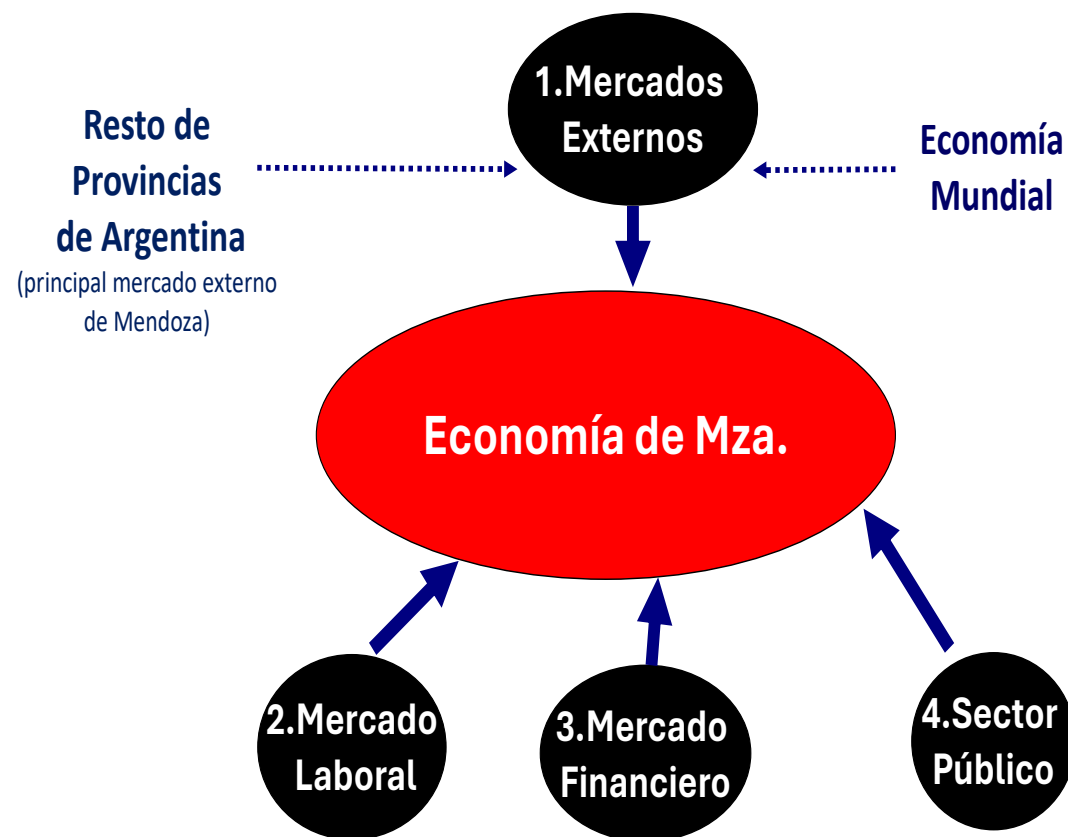 1.Mercados
Externos
Resto de
Provincias
de Argentina
(principal mercado externo
de Mendoza)
Economía
Mundial
Economía de Mza.
2.Mercado
Laboral
3.Mercado
Financiero
4.Sector
Público